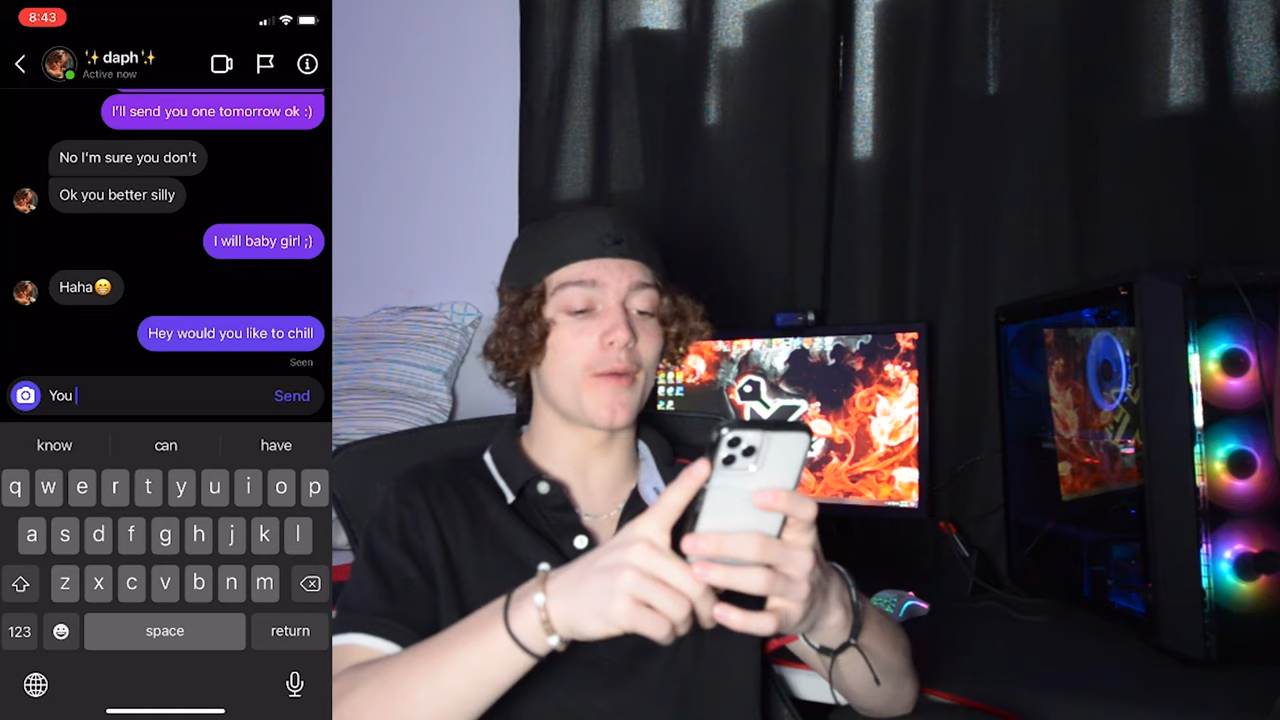 8:43
✨daph✨
Active now
I'll send you one tomorrow ok :)
No I'm sure you don't
Ok you better silly
I will baby girl ;)
Haha😁
Hey would you like to chill
Seen
You
Send
know can have
q w e r t y u i o p
a s d f g h j k l
z x c v b n m
123 space return